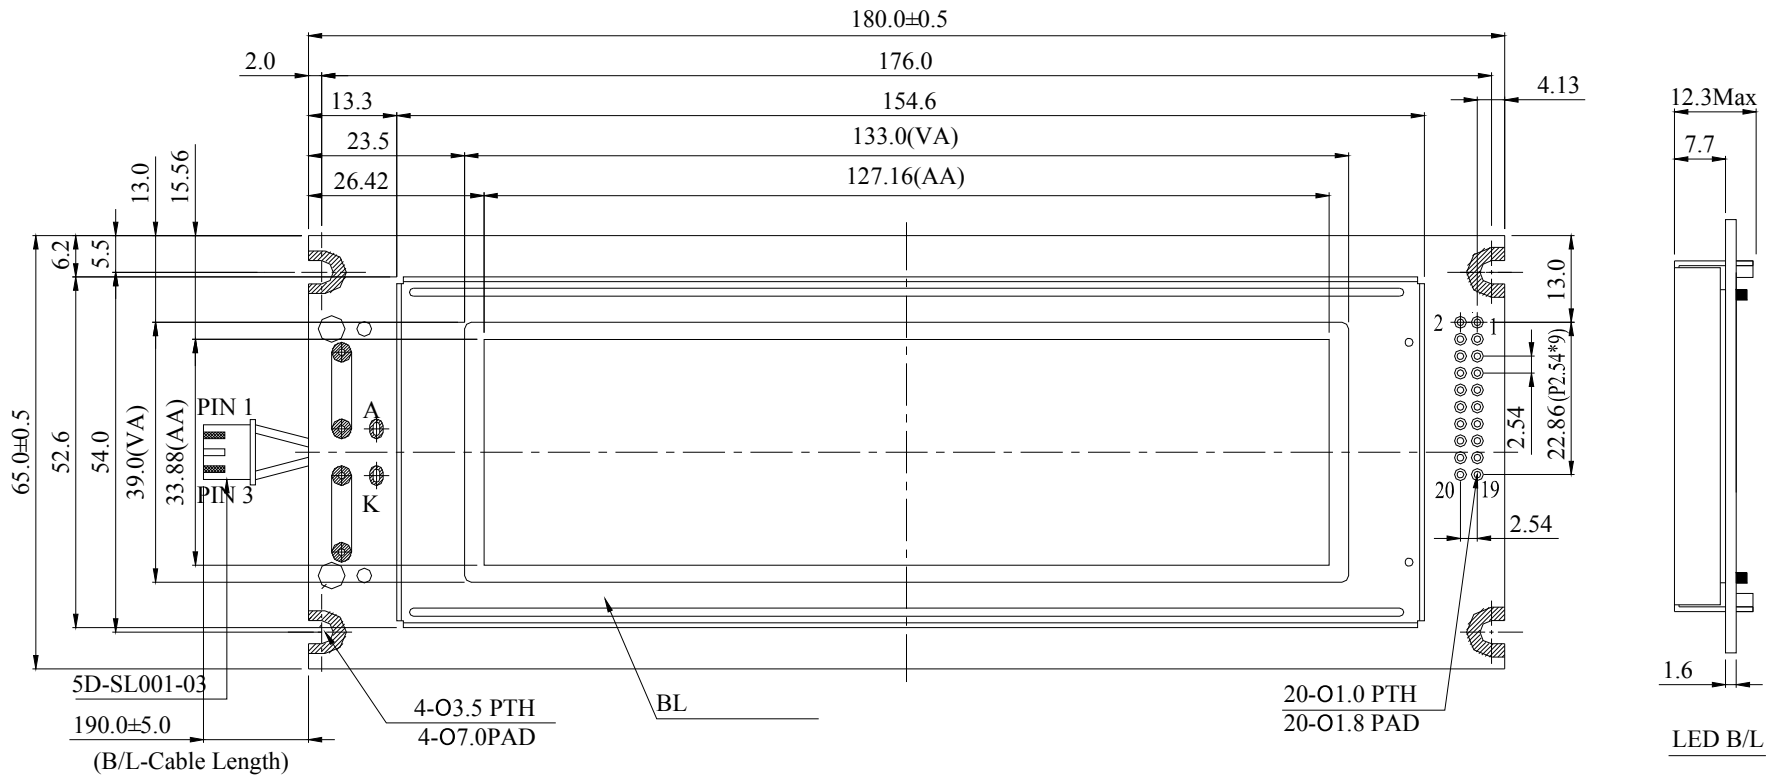 180.0±0.5
2.0
176.0
4.13
13.3
154.6
12.3Max
23.5
133.0(VA)
7.7
26.42
127.16(AA)
13.0
15.56
6.2
5.5
13.0
2
1
PIN 1
A
65.0±0.5
52.6
54.0
39.0(VA)
33.88(AA)
2.54
22.86(P2.54*9)
PIN 3
K
20
19
2.54
5D-SL001-03
190.0±5.0
(B/L-Cable Length)
4-O3.5 PTH
4-O7.0PAD
BL
20-O1.0 PTH
20-O1.8 PAD
1.6
LED B/L